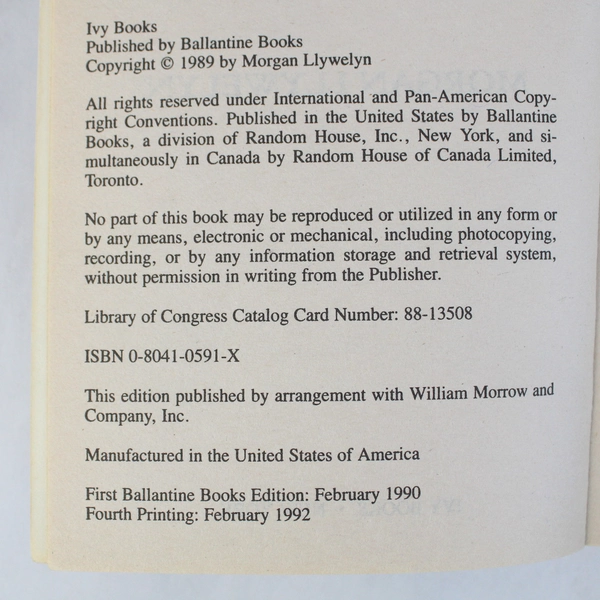 Ivy Books
Published by Ballantine Books
Copyright © 1989 by Morgan Llywelyn
All rights reserved under International and Pan-American Copy-
right Conventions. Published in the United States by Ballantine
Books, a division of Random House, Inc., New York, and si-
multaneously in Canada by Random House of Canada Limited,
Toronto.
No part of this book may be reproduced or utilized in any form or
by any means, electronic or mechanical, including photocopying,
recording, or by any information storage and retrieval system,
without permission in writing from the Publisher.
Library of Congress Catalog Card Number: 88-13508
ISBN 0-8041-0591-X
This edition published by arrangement with William Morrow and
Company, Inc.
Manufactured in the United States of America
First Ballantine Books Edition: February 1990
Fourth Printing: February 1992